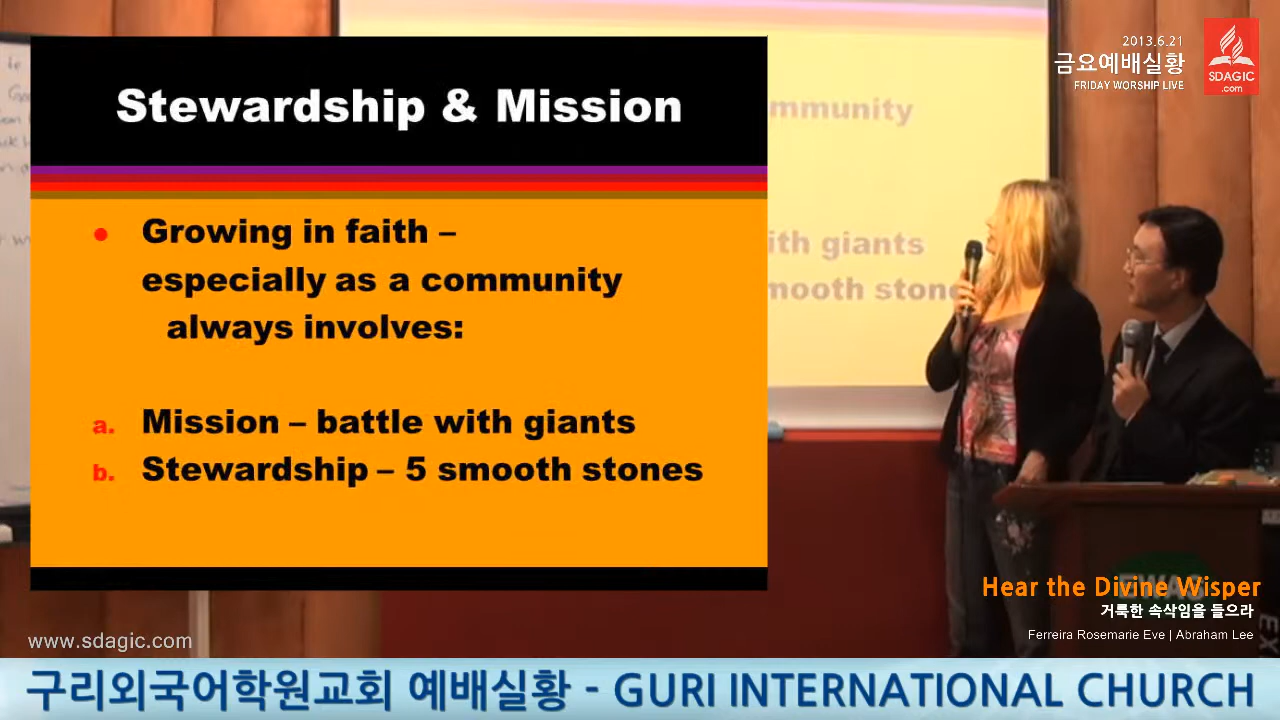 2013.6.21
금요예배실황
FRIDAY WORSHIP LIVE
SDAGIC
.com
Stewardship & Mission
• Growing in faith –
especially as a community
always involves:
a. Mission – battle with giants
b. Stewardship – 5 smooth stones
mmunity
ith giants
mooth stone
Hear the Divine Wisper
거룩한 속삭임을 들으라
Ferreira Rosemarie Eve | Abraham Lee
www.sdagic.com
구리외국어학원교회 예배실황 - GURI INTERNATIONAL CHURCH